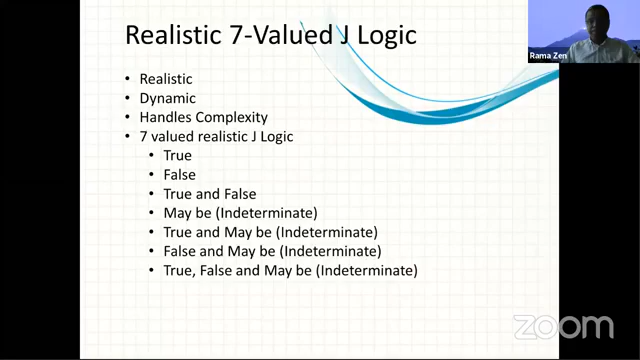 Realistic 7-Valued J Logic
Rama Zen
• Realistic
• Dynamic
• Handles Complexity
• 7 valued realistic J Logic
• True
• False
• True and False
• May be (Indeterminate)
• True and May be (Indeterminate)
• False and May be (Indeterminate)
• True, False and May be (Indeterminate)
zoom